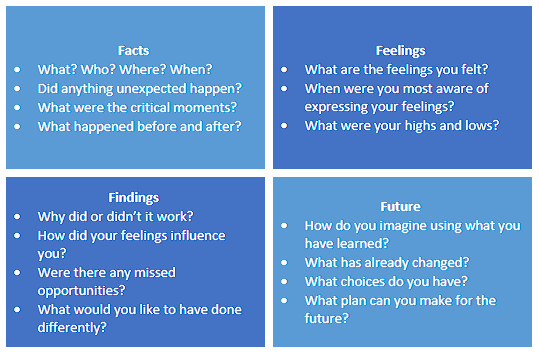 Facts
• What? Who? Where? When?
• Did anything unexpected happen?
• What were the critical moments?
• What happened before and after?
Feelings
• What are the feelings you felt?
• When were you most aware of
expressing your feelings?
• What were your highs and lows?
Findings
• Why did or didn't it work?
• How did your feelings influence
you?
• Were there any missed
opportunities?
• What would you like to have done
differently?
Future
• How do you imagine using what you
have learned?
• What has already changed?
• What choices do you have?
• What plan can you make for the
future?